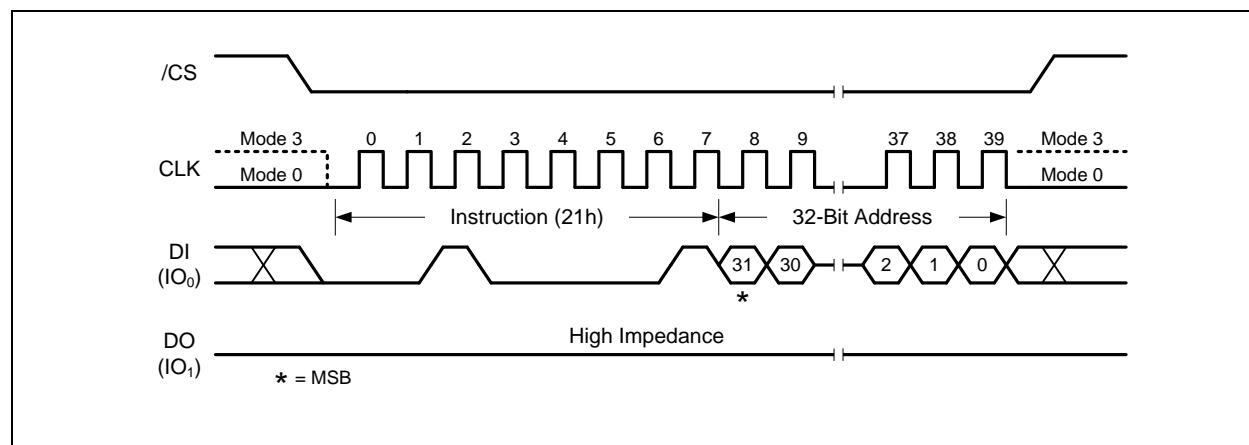 /CS
Mode 3 0 1 2 3 4 5 6 7 8 9 37 38 39 Mode 3
CLK
Mode 0 Mode 0
Instruction (21h) 32-Bit Address
DI
(IO₀)
31 30 2 1 0
*
High Impedance
DO
(IO₁)
* = MSB